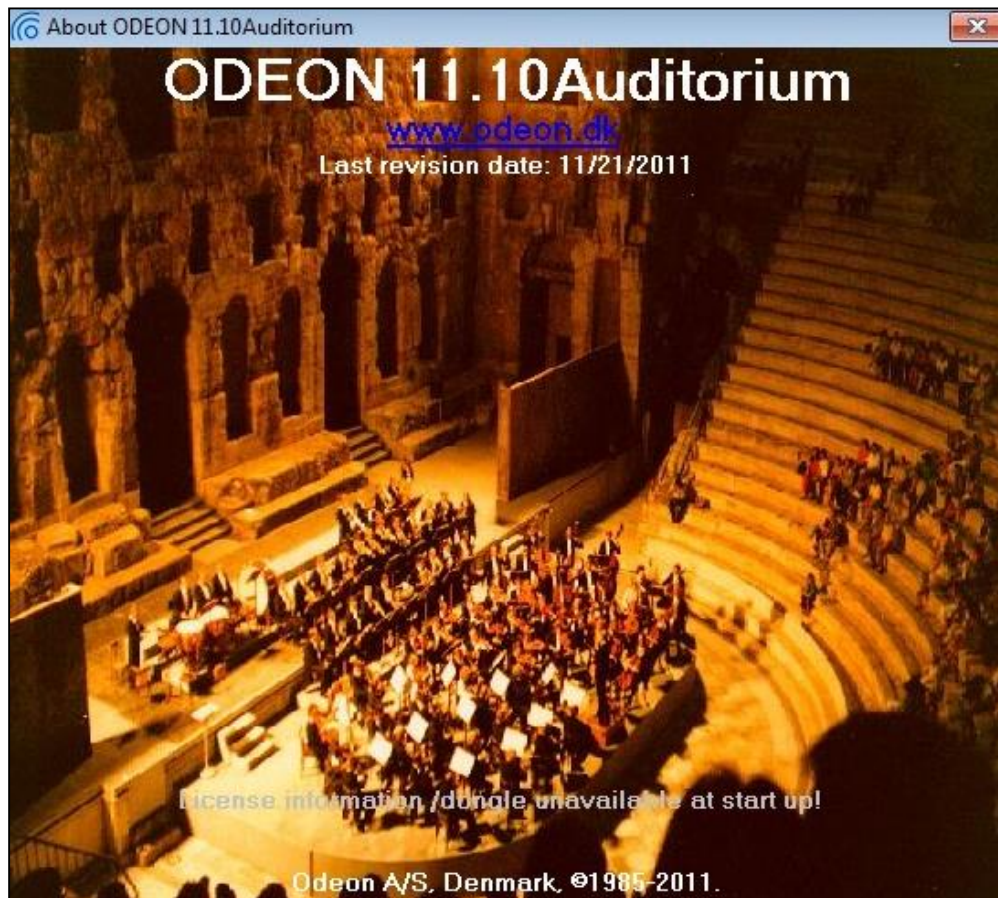 About ODEON 11.10Auditorium
ODEON 11.10Auditorium
www.odeon.dk
Last revision date: 11/21/2011
License information /dongle unavailable at start up!
Odeon A/S, Denmark, ©1985-2011.